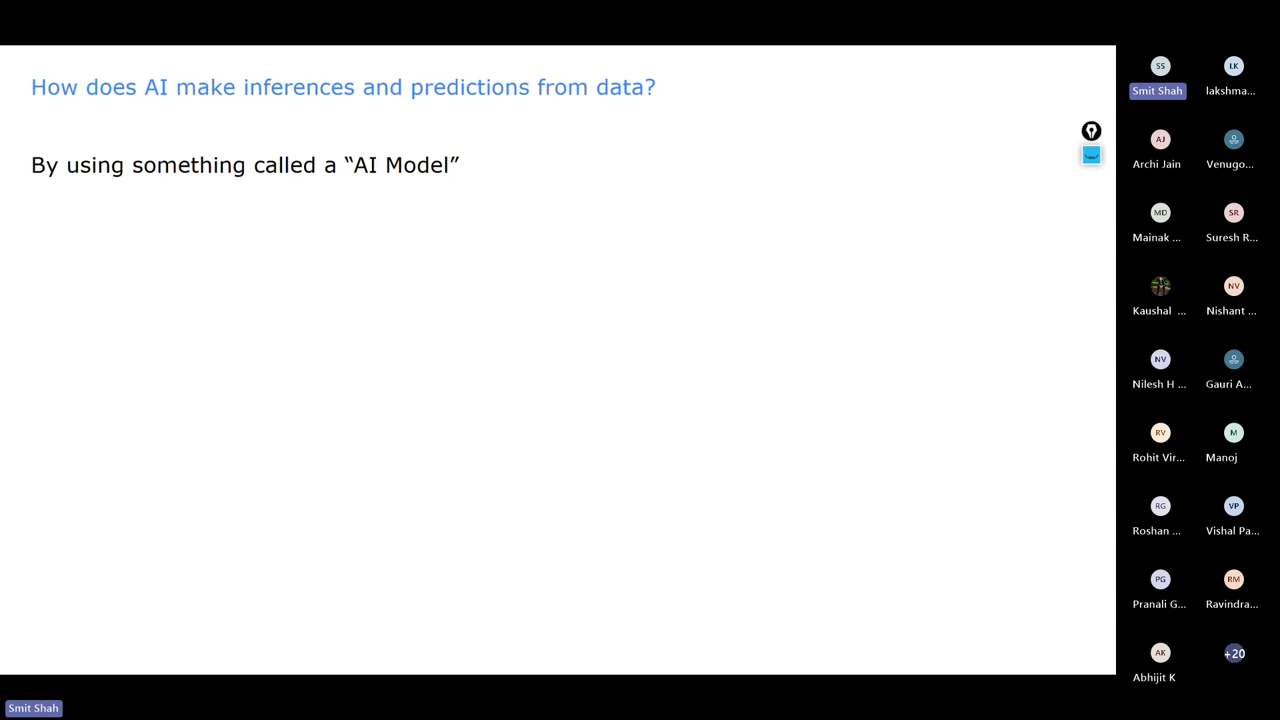 How does AI make inferences and predictions from data?
By using something called a “AI Model”
SS
Smit Shah
LK
lakshma...
AJ
Archi Jain
Venugo...
MD
Mainak ...
SR
Suresh R...
Kaushal ...
NV
Nishant ...
NV
Nilesh H ...
Gauri A...
RV
Rohit Vir...
M
Manoj
RG
Roshan ...
VP
Vishal Pa...
PG
Pranali G...
RM
Ravindra...
AK
Abhijit K
+20
Smit Shah